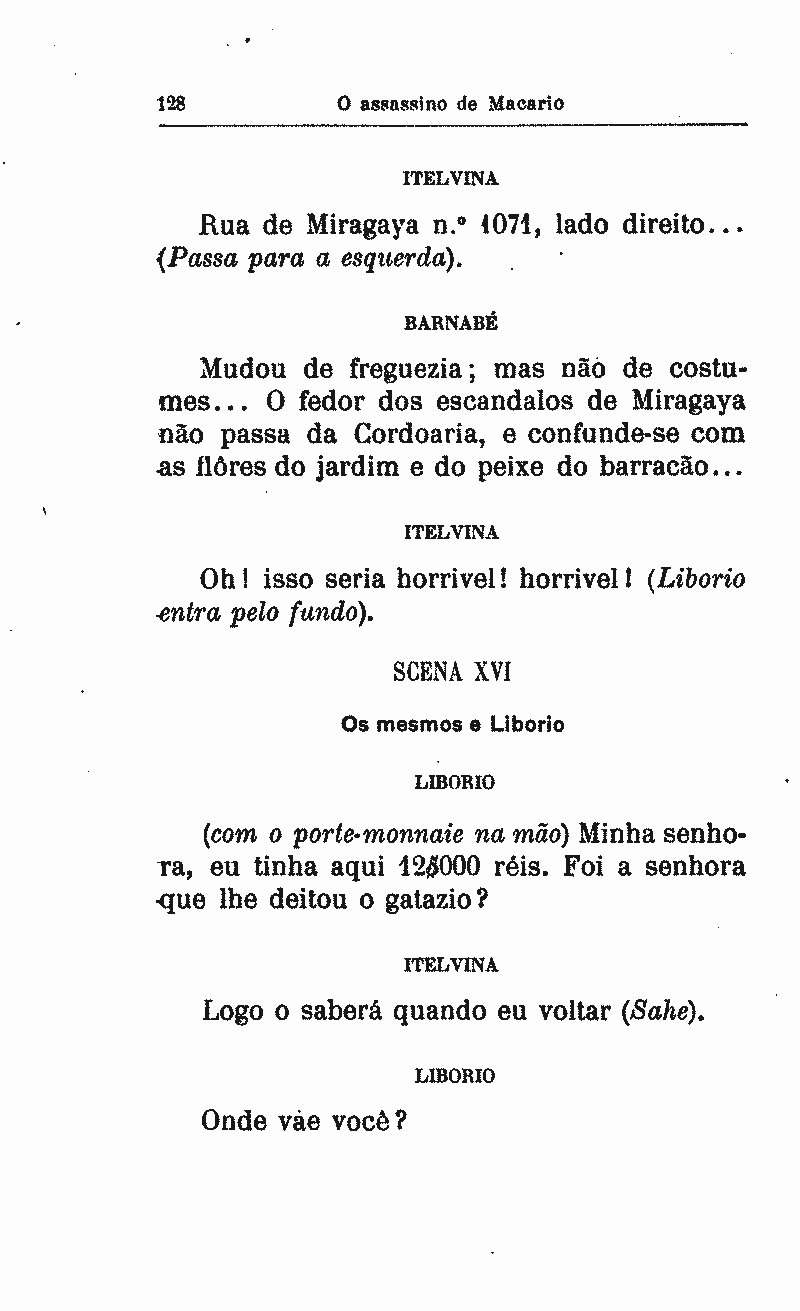 128 O assassino de Macario
ITELVINA
Rua de Miragaya n.º 1071, lado direito...
(Passa para a esquerda).
BARNABÉ
Mudou de freguezia; mas não de costu-
mes... O fedor dos escandalos de Miragaya
não passa da Cordoaria, e confunde-se com
as flôres do jardim e do peixe do barracão...
ITELVINA
Oh! isso seria horrivel! horrivel! (Liborio
entra pelo fundo).
SCENA XVI
Os mesmos e Liborio
LIBORIO
(com o porte-monnaie na mão) Minha senho-
ra, eu tinha aqui 12$000 réis. Foi a senhora
que lhe deitou o gatazio?
ITELVINA
Logo o saberá quando eu voltar (Sahe).
LIBORIO
Onde vae você?